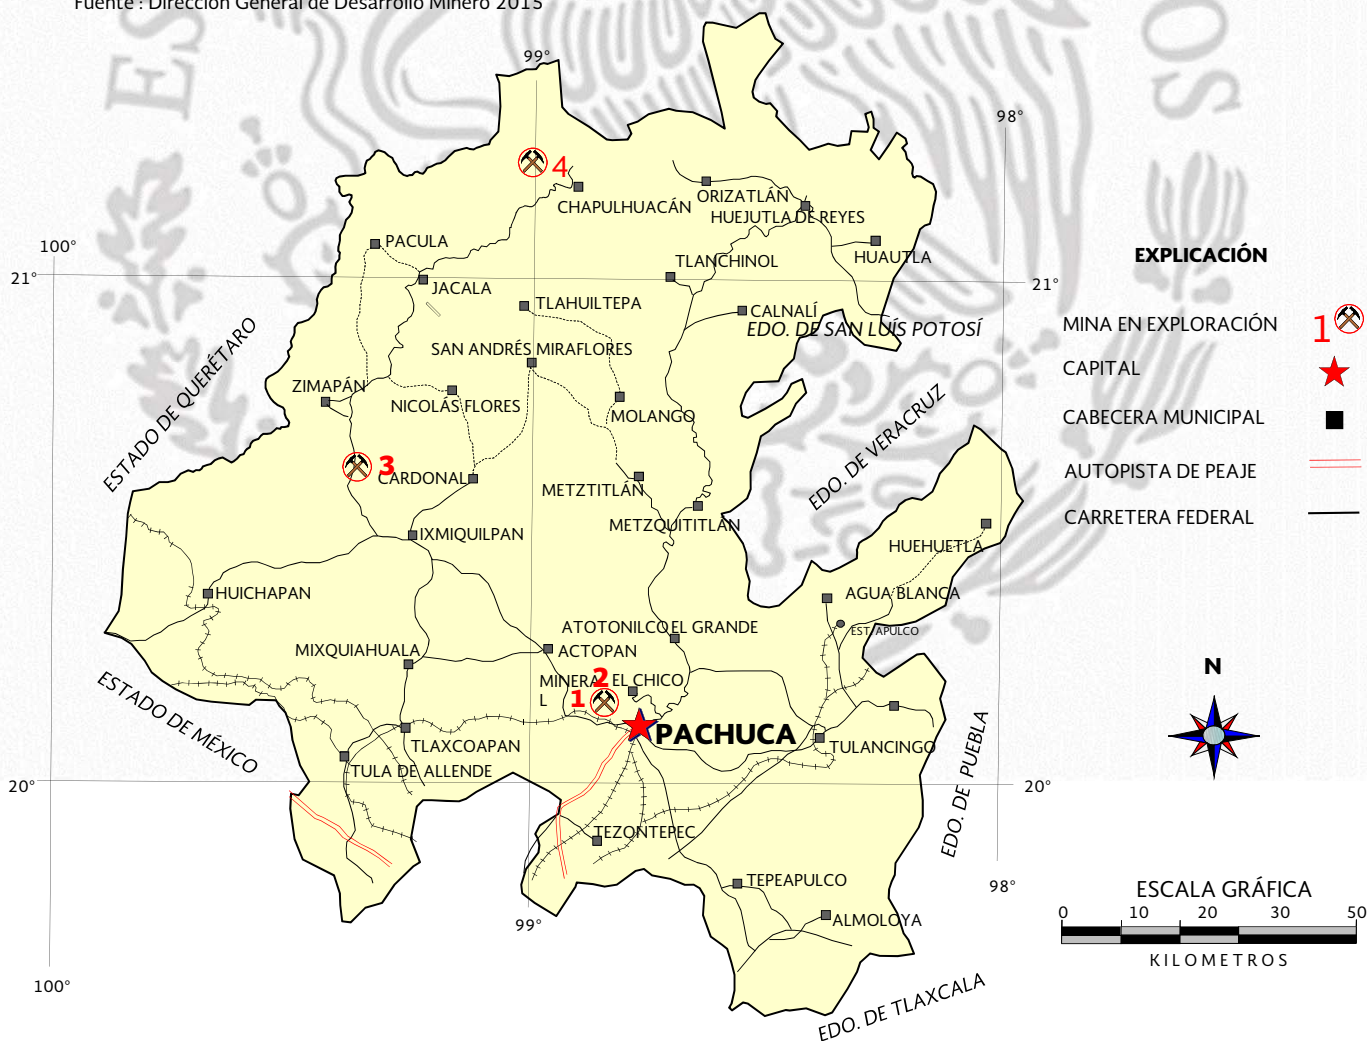 Fuente : Dirección General de Desarrollo Minero 2015
ES
OS
99°
98°
4
ORIZATLÁN
CHAPULHUACÁN
HUEJUTLA DE REYES
100°
PACULA
HUAUTLA
EXPLICACIÓN
TLANCHINOL
21°
21°
JACALA
TLAHUILTEPA
CALNALÍ
EDO. DE SAN LUÍS POTOSÍ
MINA EN EXPLORACIÓN
1
ESTADO DE QUERÉTARO
SAN ANDRÉS MIRAFLORES
CAPITAL
ZIMAPÁN
NICOLÁS FLORES
MOLANGO
CABECERA MUNICIPAL
EDO. DE VERACRUZ
3
CARDONAL
AUTOPISTA DE PEAJE
METZTITLÁN
CARRETERA FEDERAL
METZQUITITLÁN
IXMIQUILPAN
HUEHUETLA
HUICHAPAN
AGUA BLANCA
ATOTONILCO EL GRANDE
EST. APULCO
MIXQUIAHUALA
ACTOPAN
N
ESTADO DE MÉXICO
MINERA EL CHICO
L
2
1
PACHUCA
TLAXCOAPAN
TULANCINGO
EDO. DE PUEBLA
TULA DE ALLENDE
20°
20°
TEZONTEPEC
TEPEAPULCO
98°
ESCALA GRÁFICA
0 10 20 30 50
ALMOLOYA
99°
KILOMETROS
100°
EDO. DE TLAXCALA